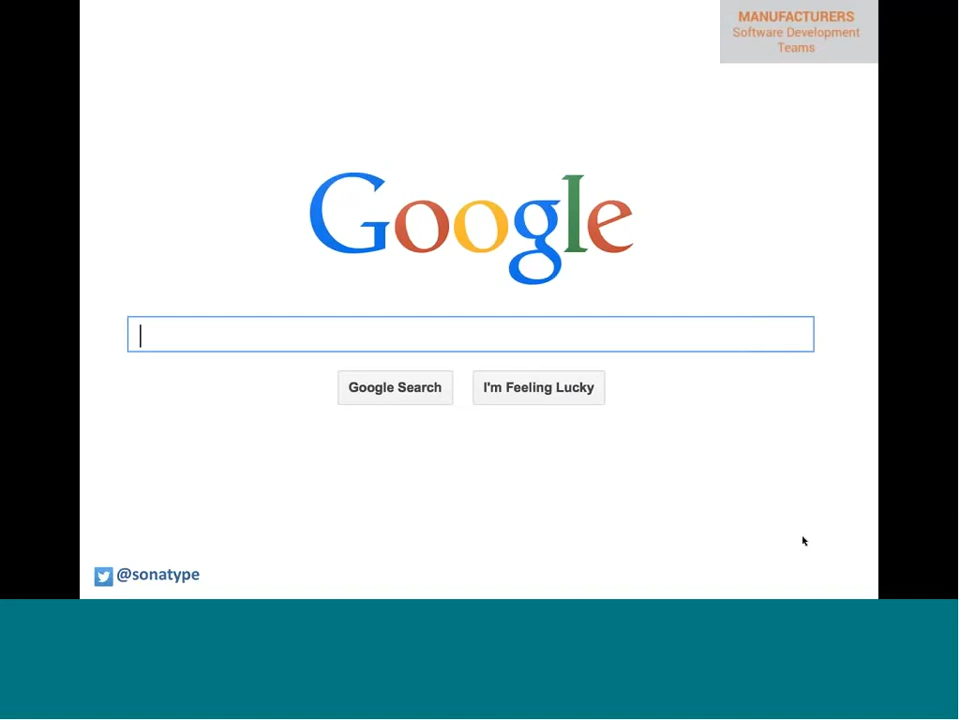 MANUFACTURERS
Software Development
Teams
Google
Google Search
I'm Feeling Lucky
@sonatype